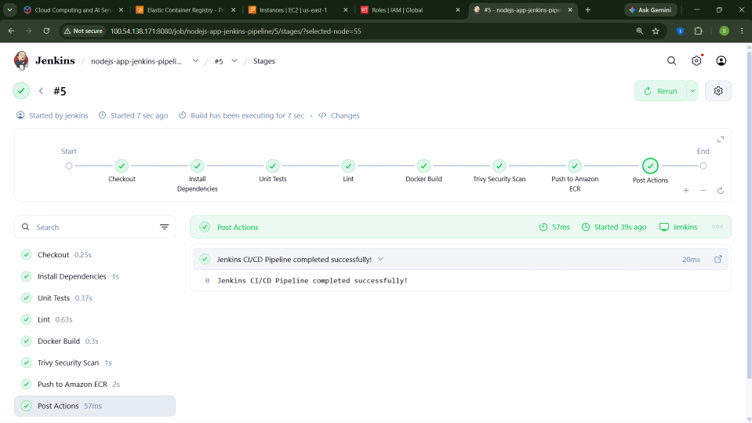 Cloud Computing and AI Serv
Elastic Container Registry - Pr
Instances | EC2 | us-east-1
Roles | IAM | Global
#5 - nodejs-app-jenkins-pipeli
Ask Gemini
Not secure
100.54.138.171:8080/job/nodejs-app-jenkins-pipeline/5/stages/?selected-node=55
Jenkins / nodejs-app-jenkins-pipeli... / #5 / Stages
#5
Rerun
Started by jenkins
Started 7 sec ago
Build has been executing for 7 sec
Changes
Start
End
Checkout
Install Dependencies
Unit Tests
Lint
Docker Build
Trivy Security Scan
Push to Amazon ECR
Post Actions
Search
Post Actions
57ms
Started 39s ago
Jenkins
Jenkins CI/CD Pipeline completed successfully!
20ms
0 Jenkins CI/CD Pipeline completed successfully!
Checkout 0.25s
Install Dependencies 1s
Unit Tests 0.37s
Lint 0.63s
Docker Build 0.3s
Trivy Security Scan 1s
Push to Amazon ECR 2s
Post Actions 57ms